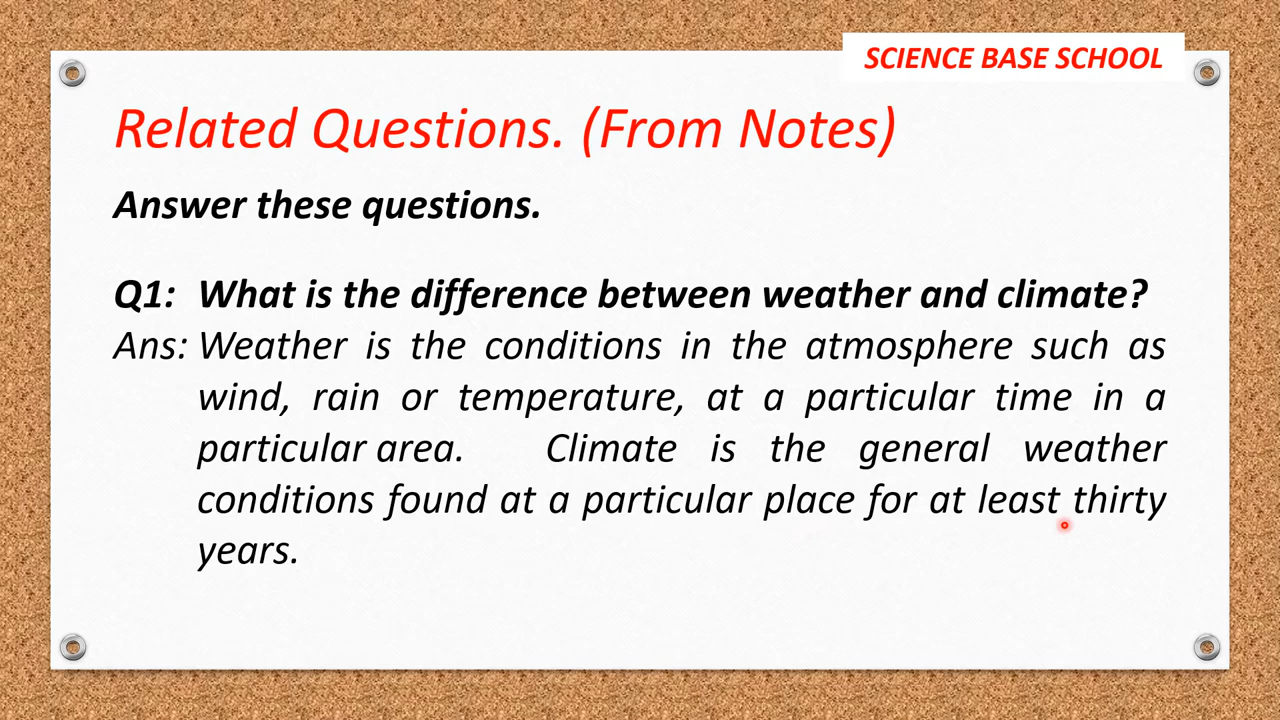 SCIENCE BASE SCHOOL
Related Questions. (From Notes)
Answer these questions.
Q1: What is the difference between weather and climate?
Ans: Weather is the conditions in the atmosphere such as
wind, rain or temperature, at a particular time in a
particular area. Climate is the general weather
conditions found at a particular place for at least thirty
years.